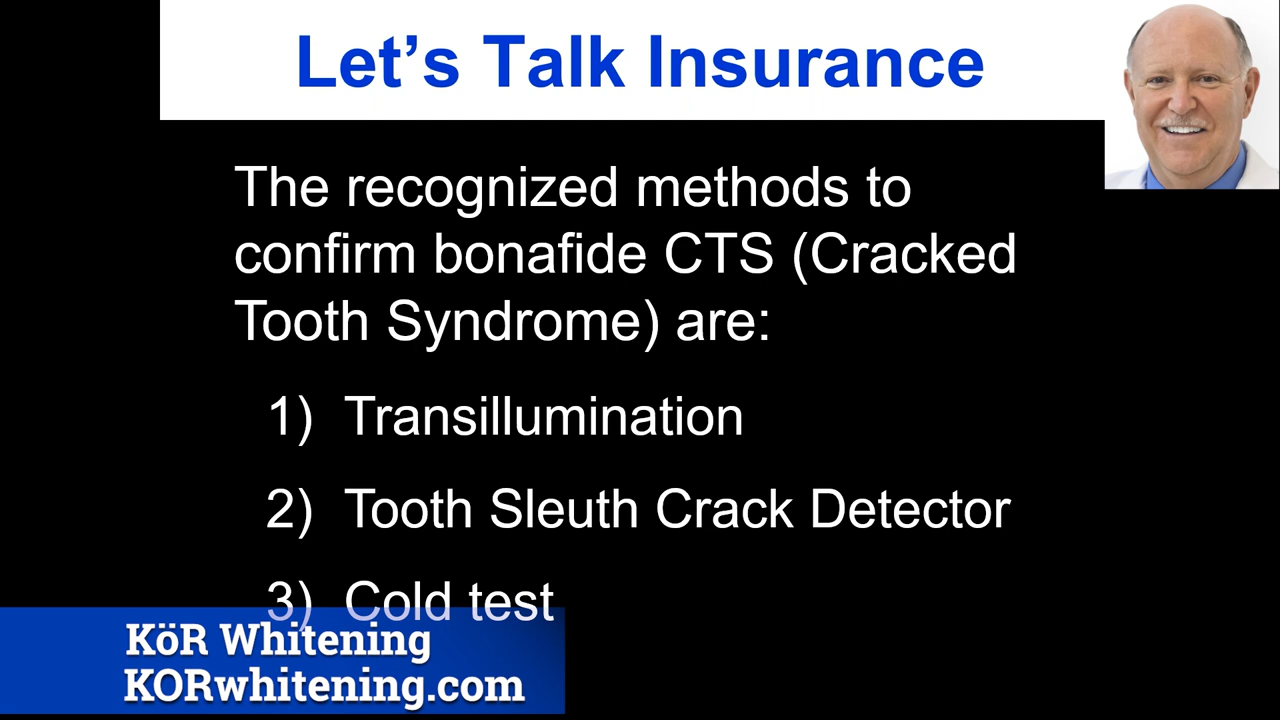 Let’s Talk Insurance
The recognized methods to
confirm bonafide CTS (Cracked
Tooth Syndrome) are:
1) Transillumination
2) Tooth Sleuth Crack Detector
3) Cold test
KöR Whitening
KORwhitening.com